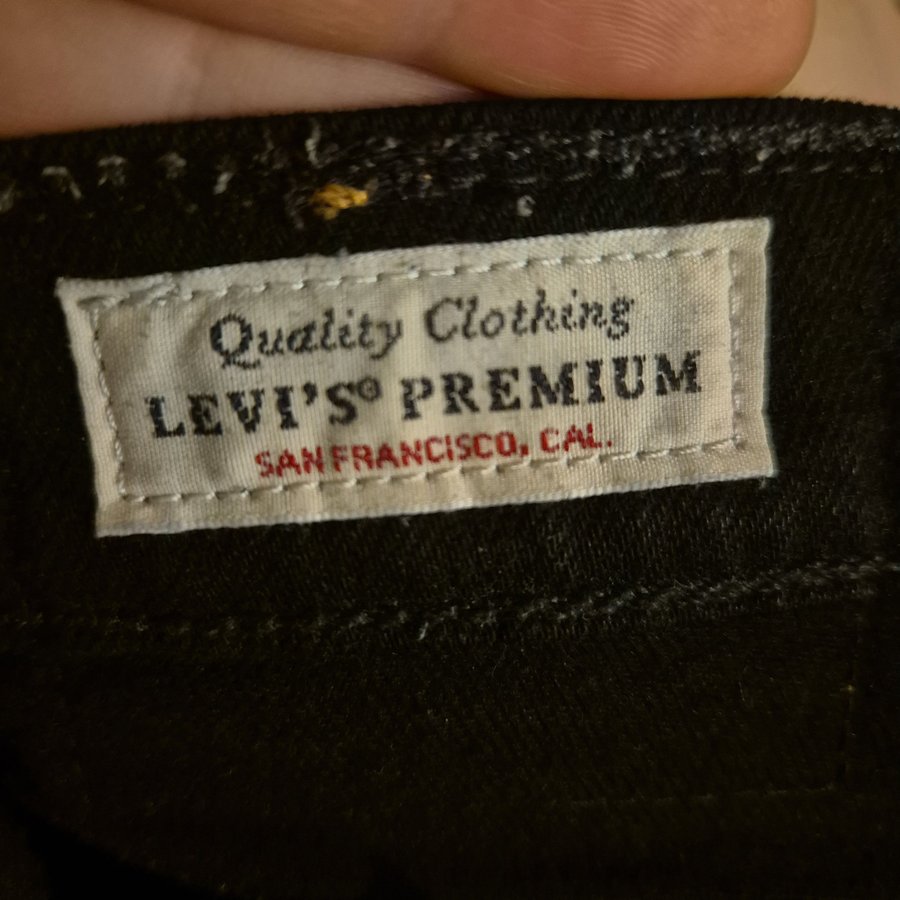 Quality Clothing
LEVI'S® PREMIUM
SAN FRANCISCO, CAL.